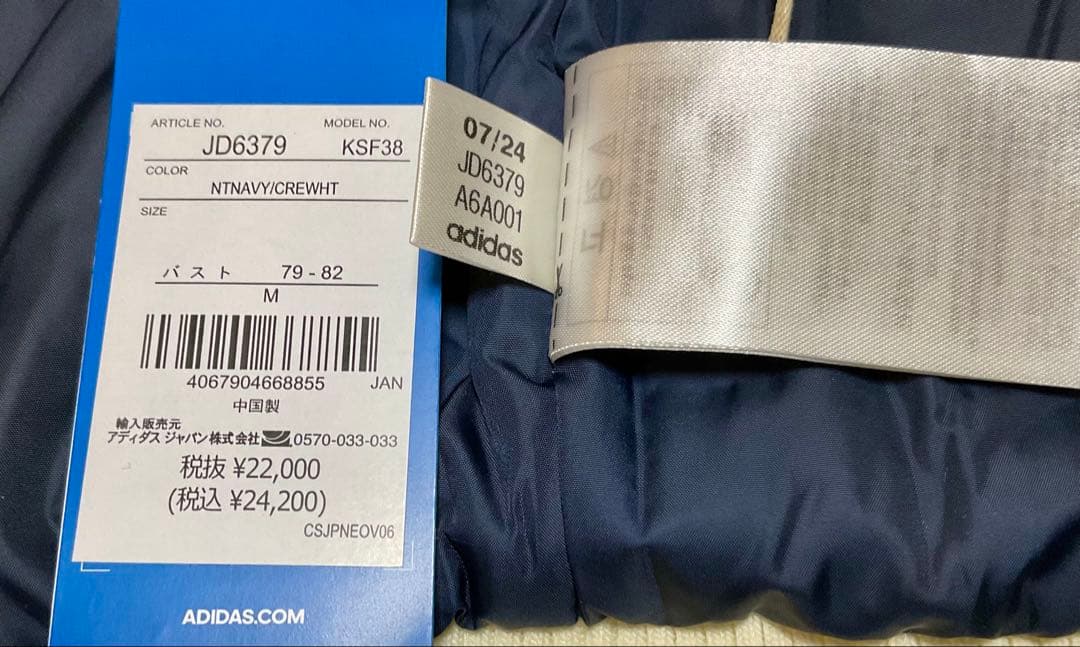 ARTICLE NO. MODEL NO.
JD6379 KSF38
COLOR
NTNAVY/CREWHT
SIZE
バスト 79 - 82
M
4067904668855 JAN
中国製
輸入販売元
アディダス ジャパン株式会社 0570-033-033
税抜 ¥22,000
(税込 ¥24,200)
CSJPNEOV06
ADIDAS.COM
07/24
JD6379
A6A001
adidas